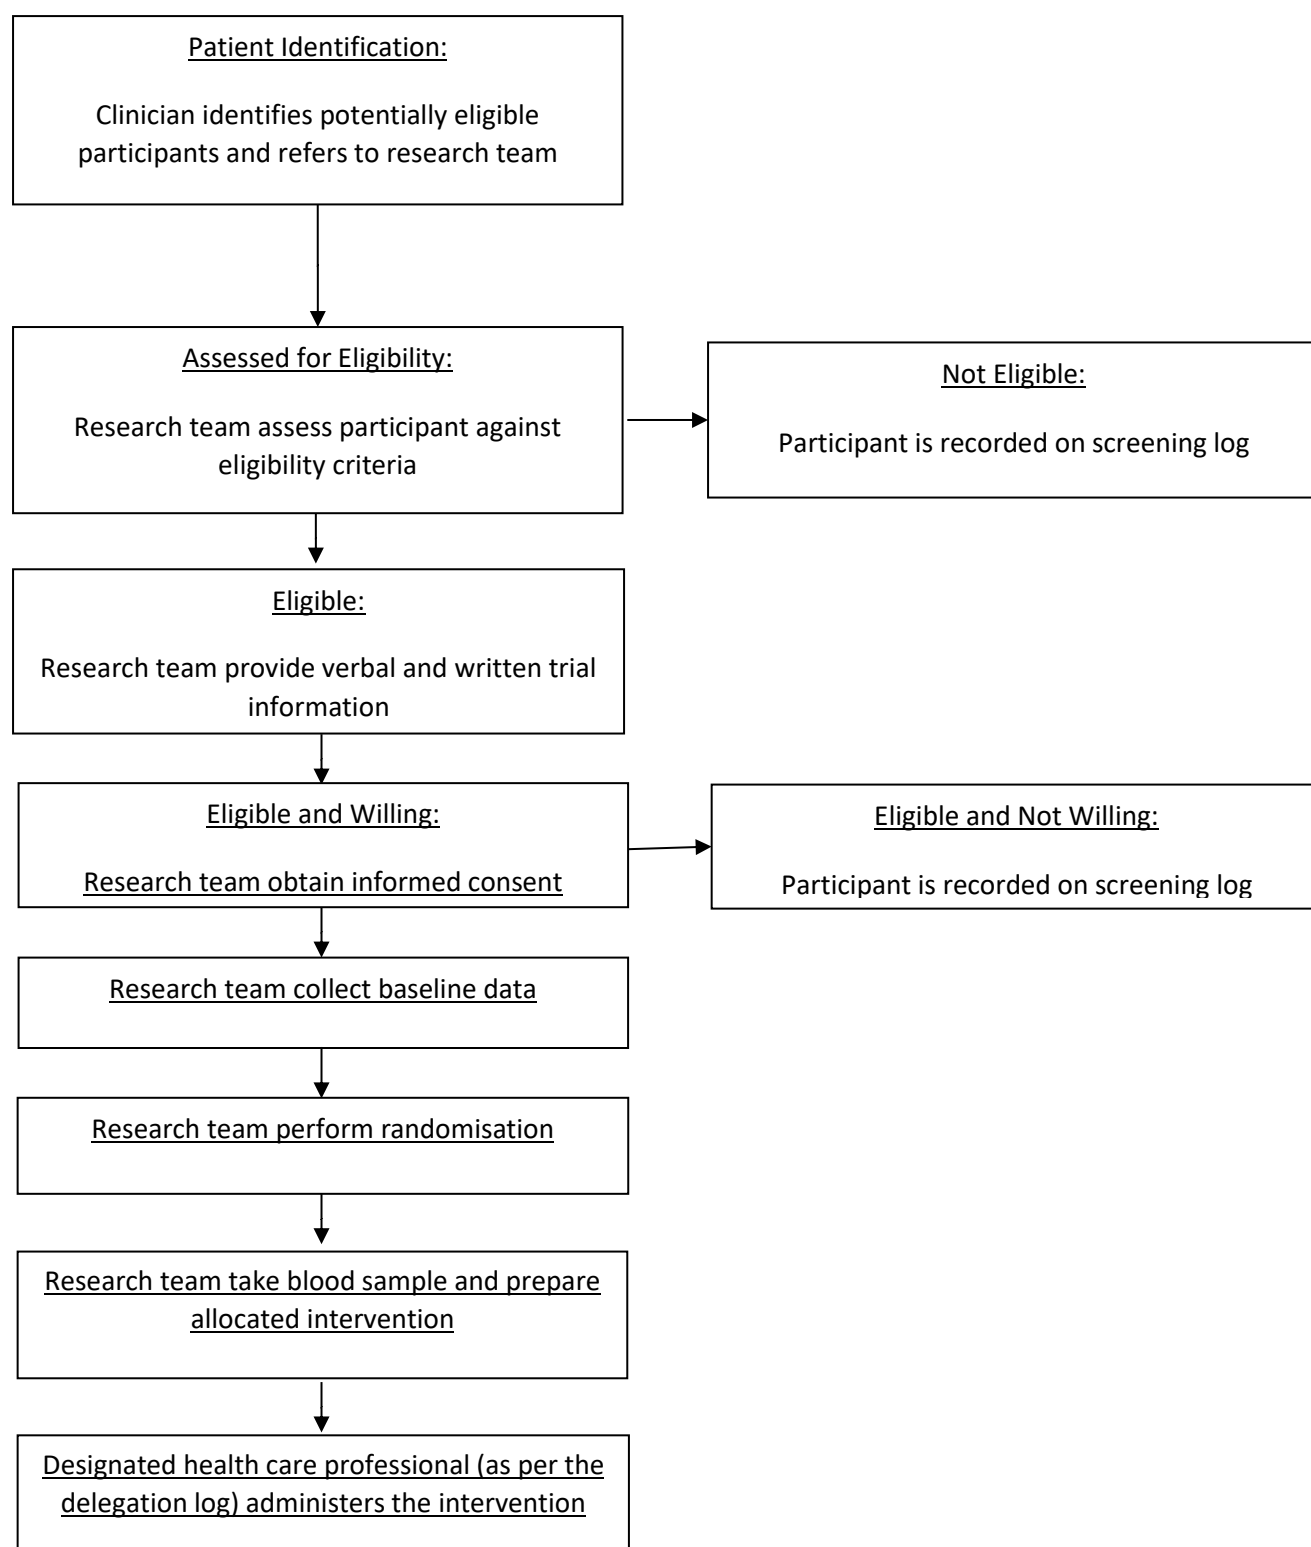 Patient Identification:
Clinician identifies potentially eligible
participants and refers to research team
Assessed for Eligibility:
Research team assess participant against
eligibility criteria
Not Eligible:
Participant is recorded on screening log
Eligible:
Research team provide verbal and written trial
information
Eligible and Willing:
Research team obtain informed consent
Eligible and Not Willing:
Participant is recorded on screening log
Research team collect baseline data
Research team perform randomisation
Research team take blood sample and prepare
allocated intervention
Designated health care professional (as per the
delegation log) administers the intervention